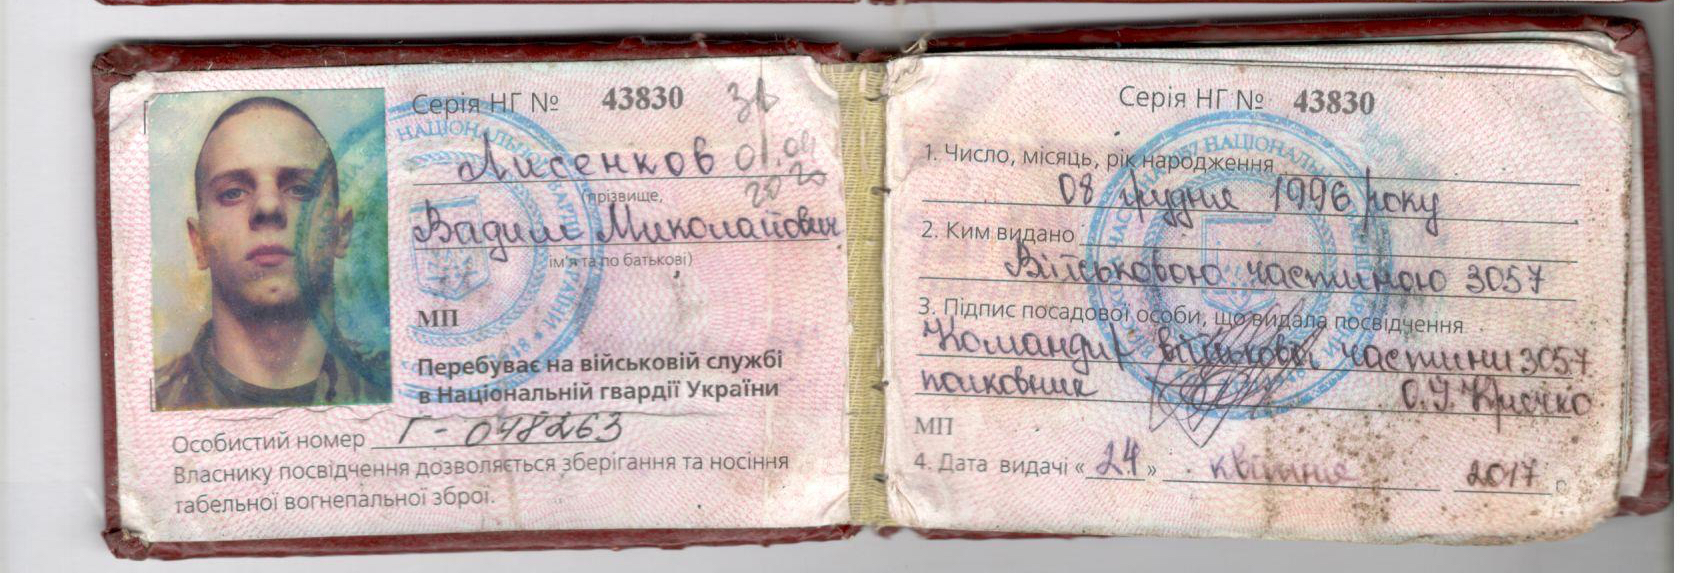 Серія НГ № 43830
Лисенков
(прізвище,
Вадим Миколайович
ім'я та по батькові)
МП
Перебуває на військовій службі
в Національній гвардії України
Особистий номер Г-048263
Власнику посвідчення дозволяється зберігання та носіння
табельної вогнепальної зброї.
Серія НГ № 43830
1. Число, місяць, рік народження
08 грудня 1996 року
2. Ким видано
Військовою частиною 3057
3. Підпис посадової особи, що видала посвідчення
Командир військової частини 3057
полковник
МП
4. Дата видачі « 24 » квітня 2017 р.